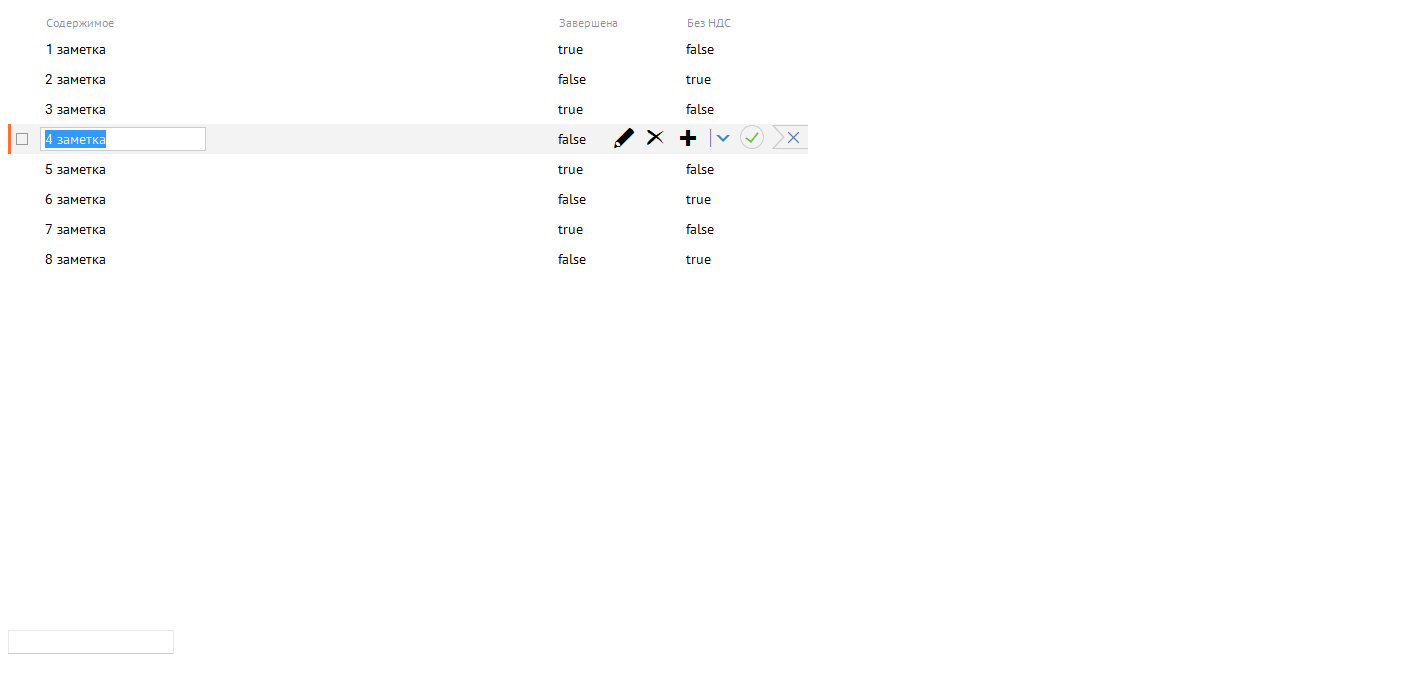 Содержимое Завершена Без НДС
1 заметка true false
2 заметка false true
3 заметка true false
4 заметка false
5 заметка true false
6 заметка false true
7 заметка true false
8 заметка false true